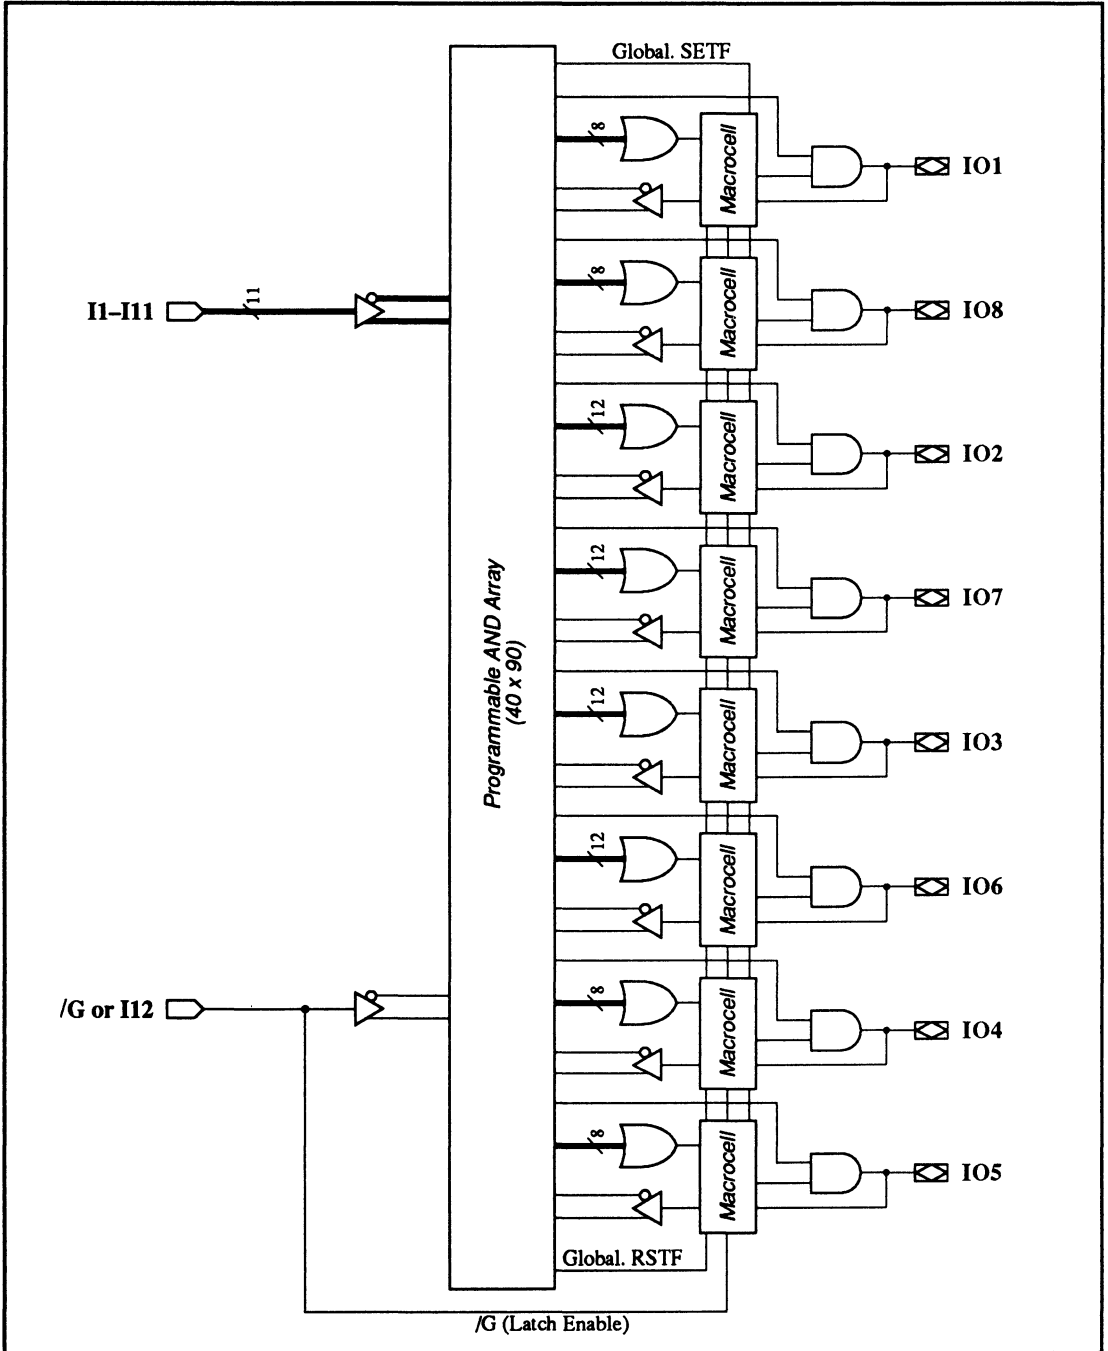 Global. SETF
8
Macrocell
IO1
I1–I11
11
8
Macrocell
IO8
12
Macrocell
IO2
12
Macrocell
IO7
Programmable AND Array
(40 x 90)
12
Macrocell
IO3
12
Macrocell
IO6
/G or I12
8
Macrocell
IO4
8
Macrocell
IO5
Global. RSTF
/G (Latch Enable)